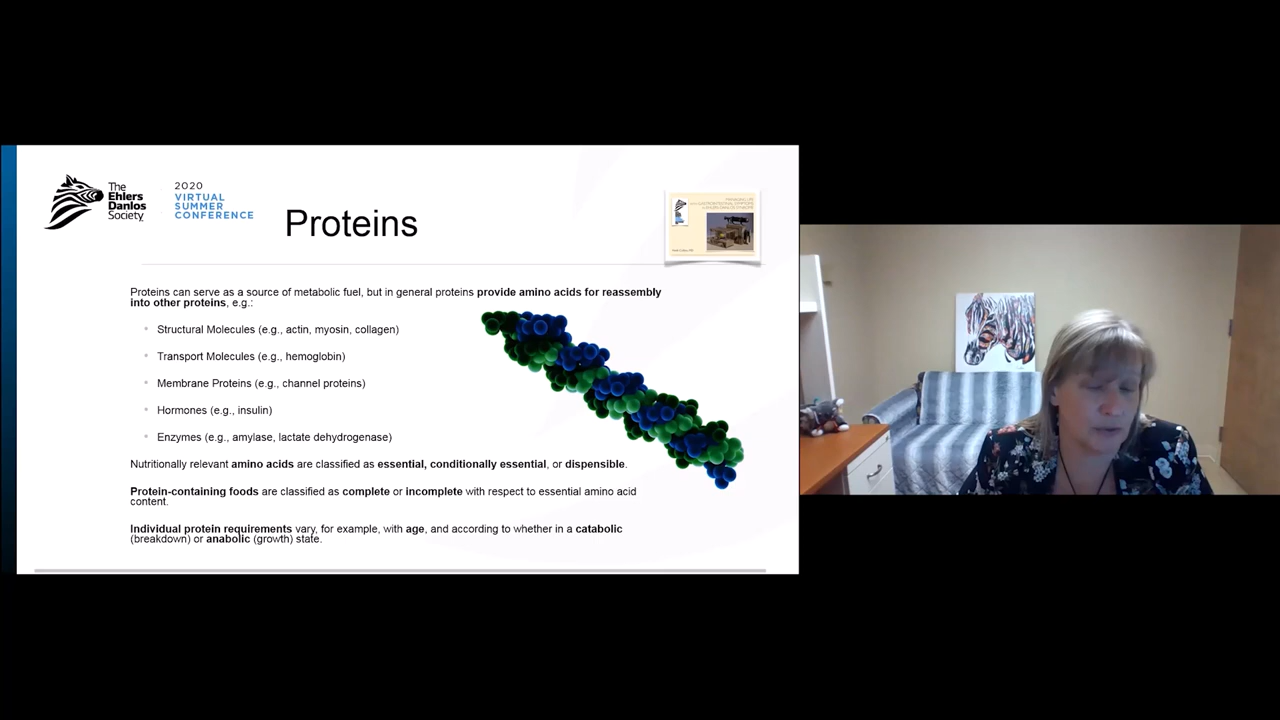 The
Ehlers
Danlos
Society
2020
VIRTUAL
SUMMER
CONFERENCE
Proteins
Proteins can serve as a source of metabolic fuel, but in general proteins provide amino acids for reassembly
into other proteins, e.g.:
Structural Molecules (e.g., actin, myosin, collagen)
Transport Molecules (e.g., hemoglobin)
Membrane Proteins (e.g., channel proteins)
Hormones (e.g., insulin)
Enzymes (e.g., amylase, lactate dehydrogenase)
Nutritionally relevant amino acids are classified as essential, conditionally essential, or dispensible.
Protein-containing foods are classified as complete or incomplete with respect to essential amino acid
content.
Individual protein requirements vary, for example, with age, and according to whether in a catabolic
(breakdown) or anabolic (growth) state.